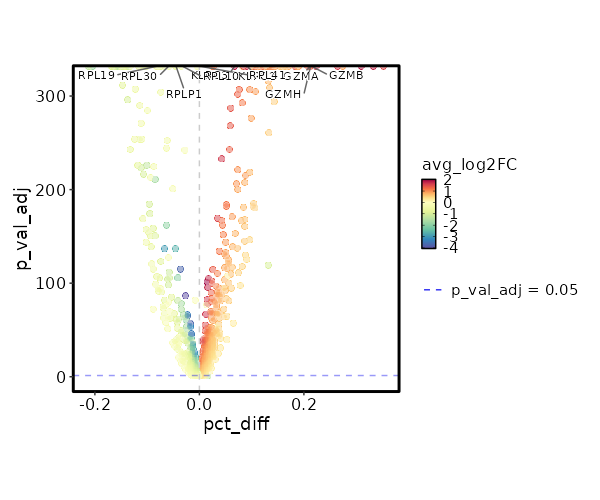 RPL19
RPL30
RPLP1
RPL41
GZMA
GZMB
GZMH
300
200
100
0
p_val_adj
-0.2
0.0
0.2
pct_diff
avg_log2FC
2
1
0
-1
-2
-3
-4
p_val_adj = 0.05